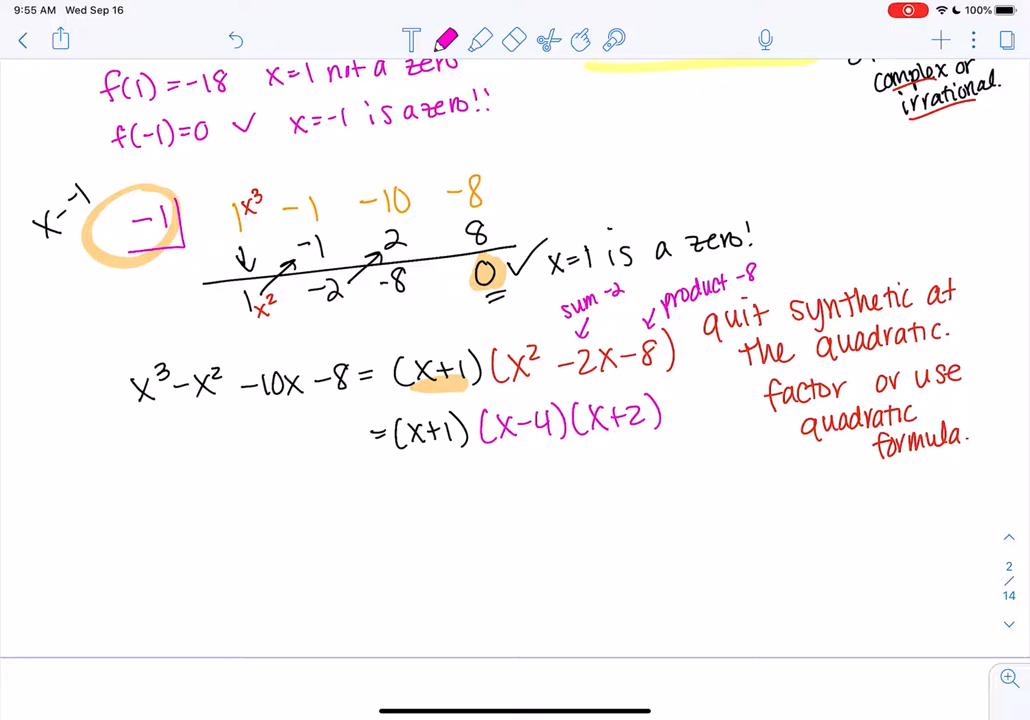 9:55 AM Wed Sep 16
100%
f(1)=-18 x=1 not a zero
f(-1)=0 ✓ x=-1 is a zero!!
complex or
irrational.
x--1
-1 1x³ -1 -10 -8
-1 2 8
1x² -2 -8 0 ✓ x=1 is a zero!
sum -2 product -8
x³-x²-10x-8 = (x+1)(x²-2x-8)
= (x+1)(x-4)(x+2)
quit synthetic at
the quadratic.
factor or use
quadratic
formula.
2
/
14